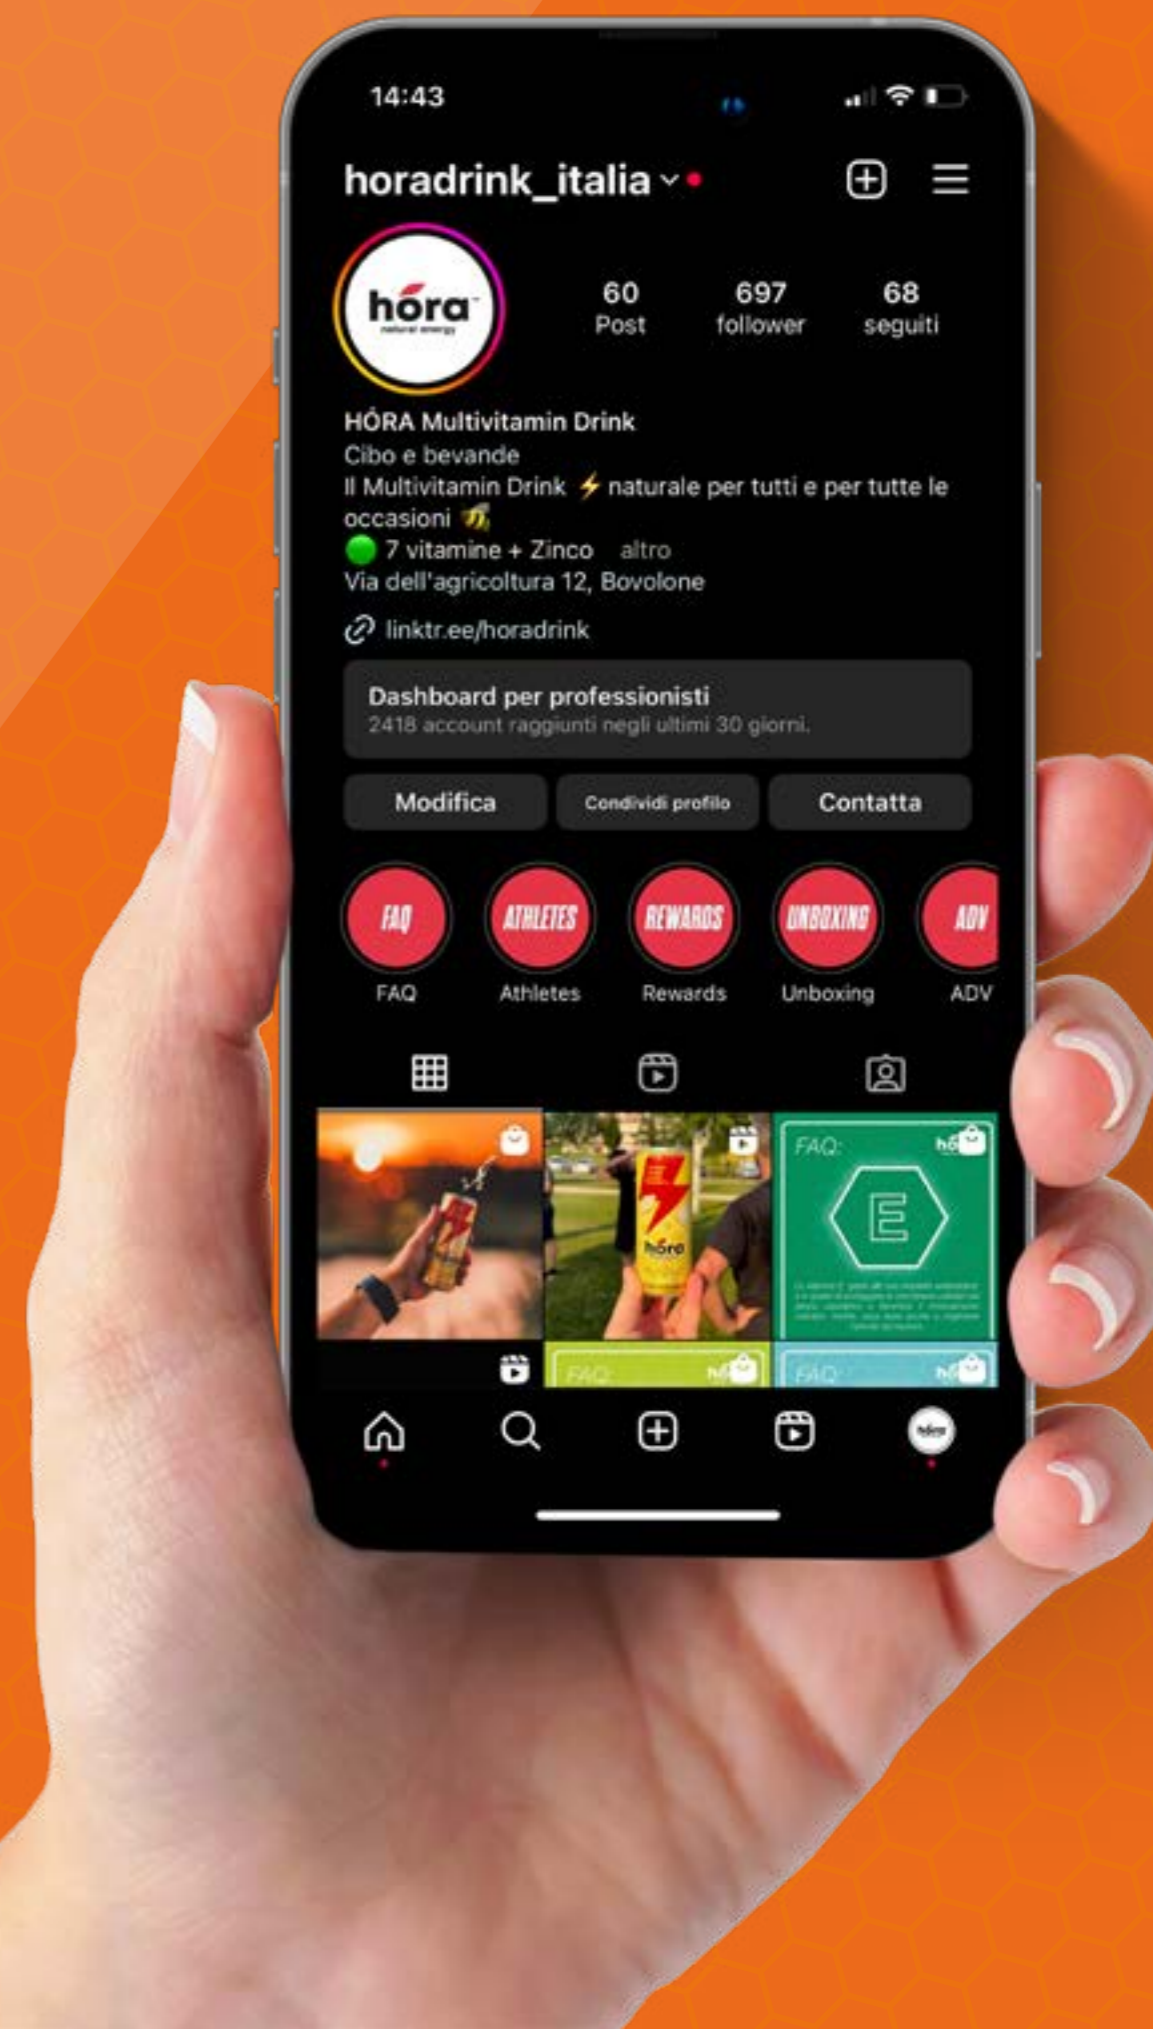 14:43
horadrink_italia
hóra
natural energy
60
Post
697
follower
68
seguiti
HÓRA Multivitamin Drink
Cibo e bevande
Il Multivitamin Drink ⚡ naturale per tutti e per tutte le
occasioni 🐝
🟢 7 vitamine + Zinco altro
Via dell'agricoltura 12, Bovolone
linktr.ee/horadrink
Dashboard per professionisti
2418 account raggiunti negli ultimi 30 giorni.
Modifica
Condividi profilo
Contatta
FAQ
ATHLETES
REWARDS
UNBOXING
ADV
FAQ
Athletes
Rewards
Unboxing
ADV
hóra
FAQ:
E
FAQ:
FAQ: